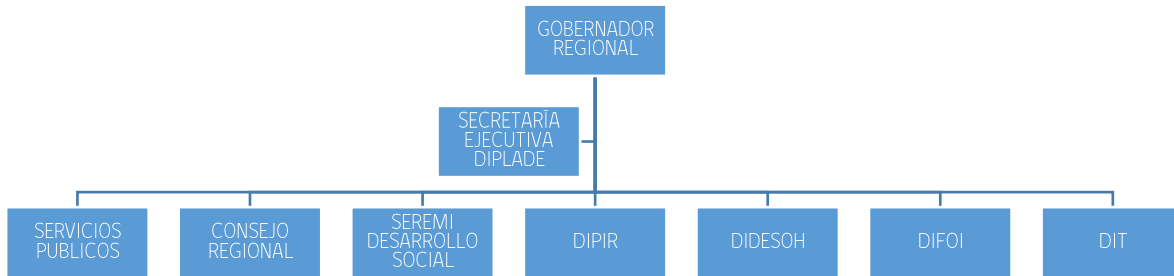 GOBERNADOR
REGIONAL
SECRETARÍA
EJECUTIVA
DIPLADE
SERVICIOS
PUBLICOS
CONSEJO
REGIONAL
SEREMI
DESARROLLO
SOCIAL
DIPIR
DIDESOH
DIFOI
DIT